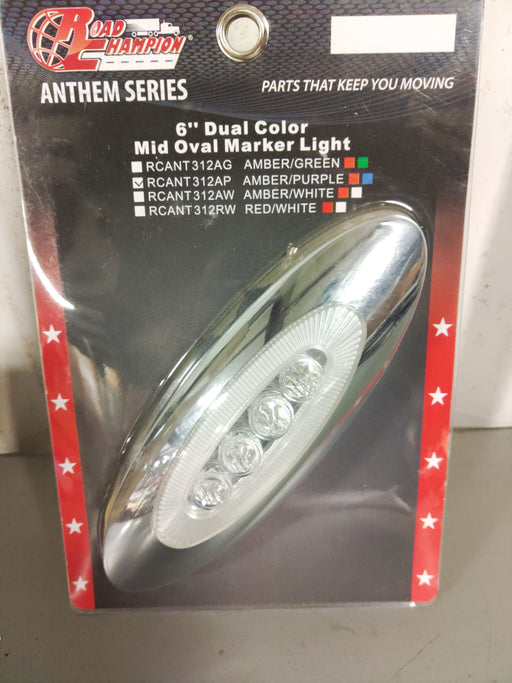 ROAD
CHAMPION®
ANTHEM SERIES
PARTS THAT KEEP YOU MOVING
6" Dual Color
Mid Oval Marker Light
RCANT312AG AMBER/GREEN
RCANT312AP AMBER/PURPLE
RCANT312AW AMBER/WHITE
RCANT312RW RED/WHITE